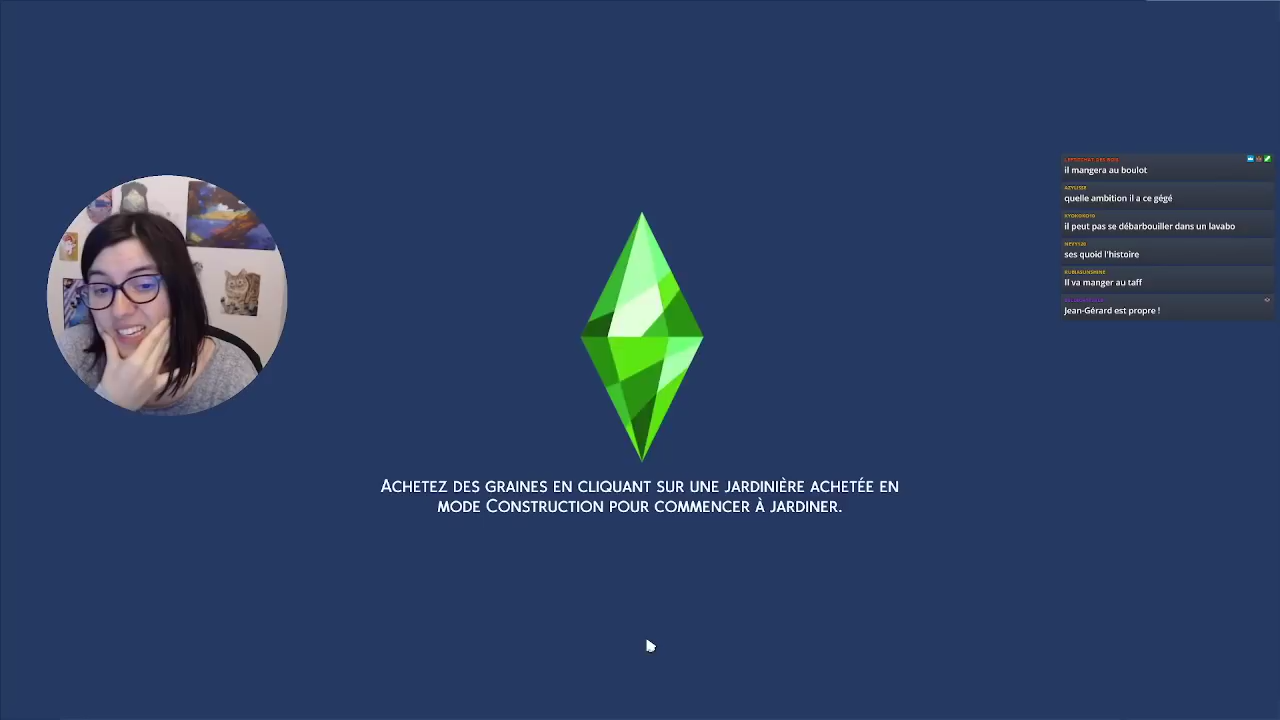 il mangera au boulot
quelle ambition il a ce gégé
il peut pas se débarbouiller dans un lavabo
ses quoid l'histoire
Il va manger au taff
Jean-Gérard est propre !
Achetez des graines en cliquant sur une jardinière achetée en
mode Construction pour commencer à jardiner.